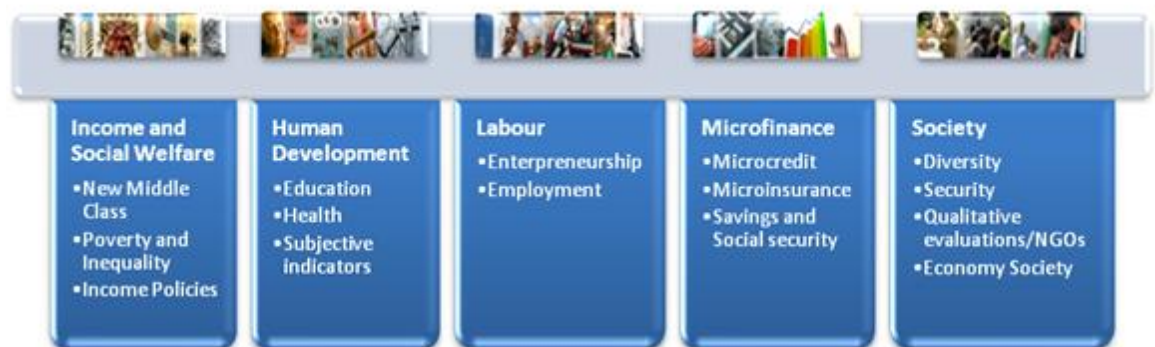 Income and
Social Welfare
•New Middle
Class
•Poverty and
Inequality
•Income Policies
Human
Development
•Education
•Health
•Subjective
indicators
Labour
•Enterpreneurship
•Employment
Microfinance
•Microcredit
•Microinsurance
•Savings and
Social security
Society
•Diversity
•Security
•Qualitative
evaluations/NGOs
•Economy Society